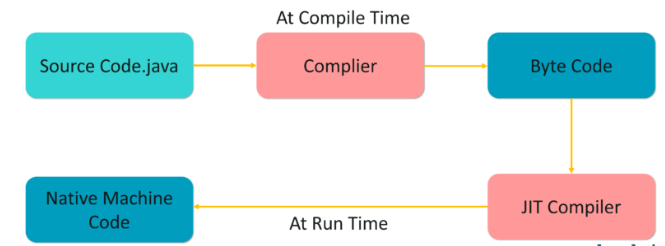 At Compile Time
Source Code.java
Complier
Byte Code
Native Machine
Code
At Run Time
JIT Compiler